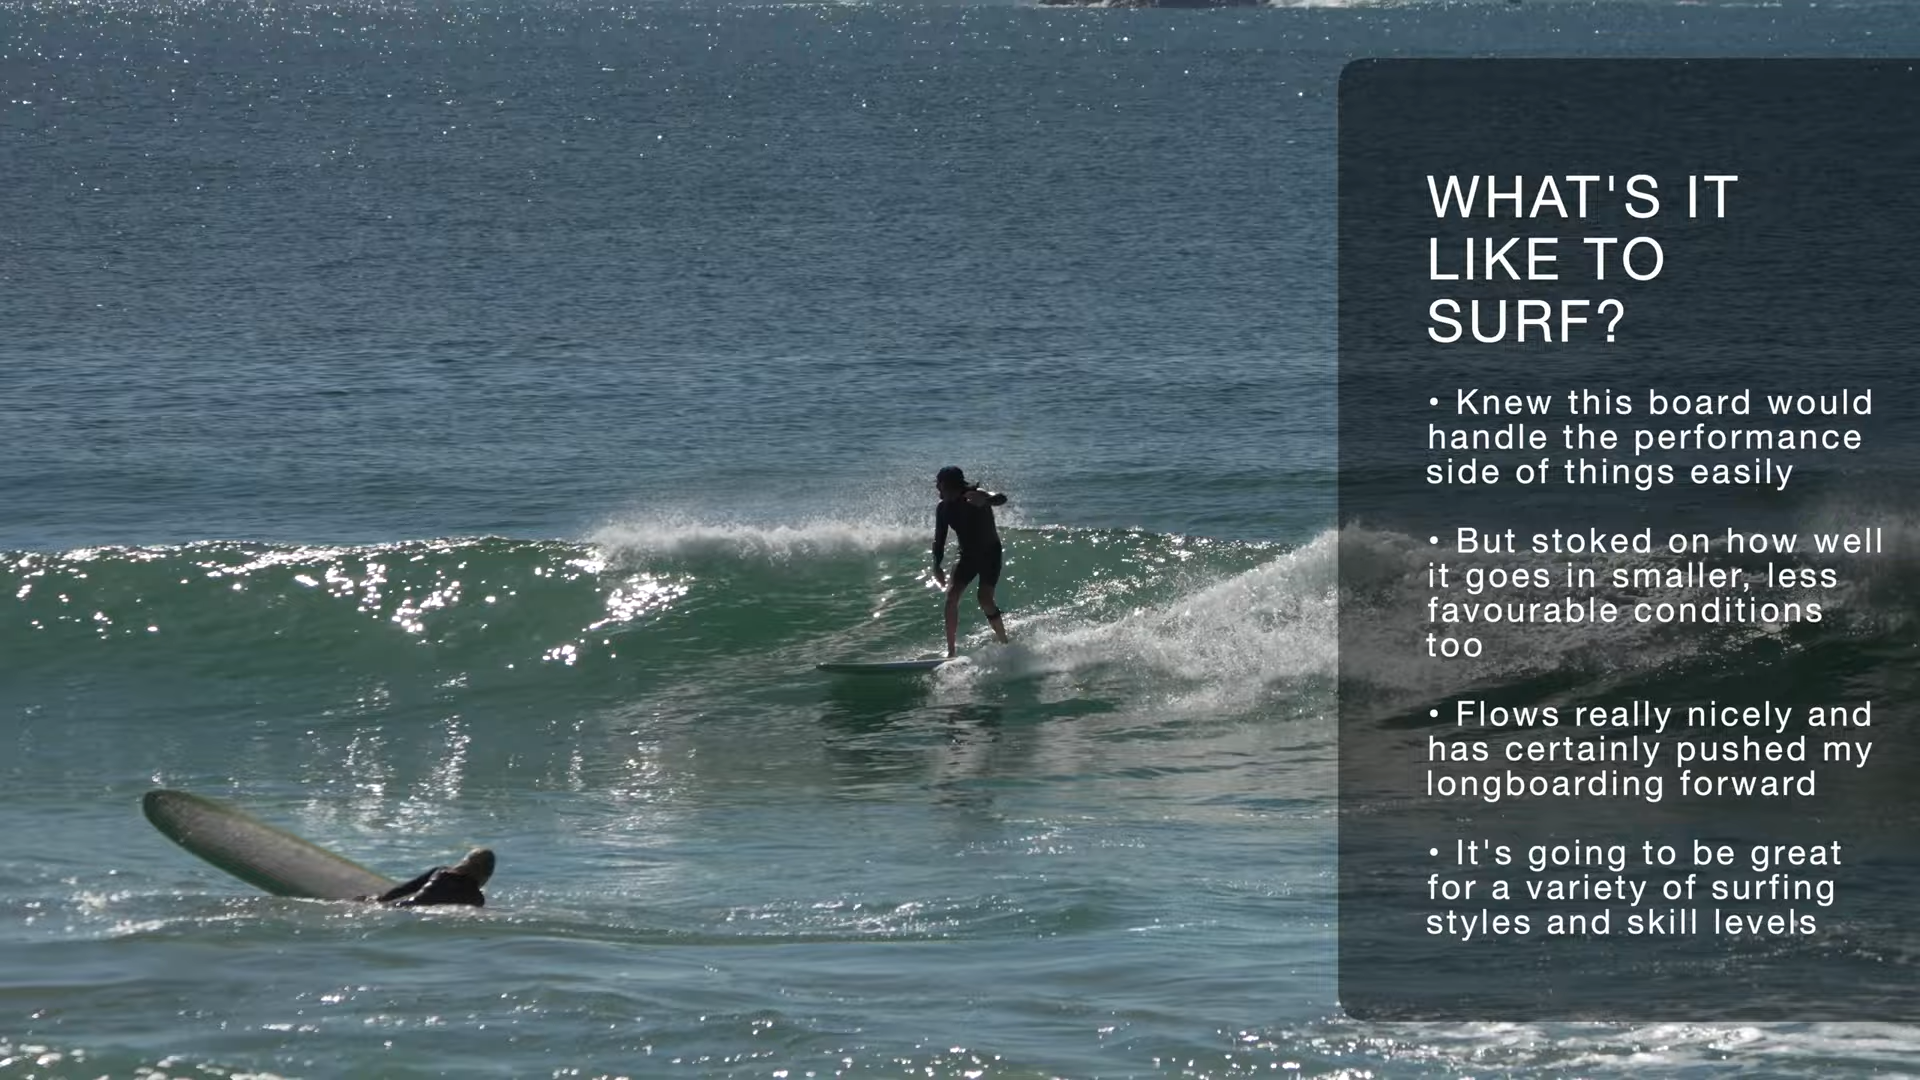 WHAT'S IT
LIKE TO
SURF?
• Knew this board would
handle the performance
side of things easily
• But stoked on how well
it goes in smaller, less
favourable conditions
too
• Flows really nicely and
has certainly pushed my
longboarding forward
• It's going to be great
for a variety of surfing
styles and skill levels